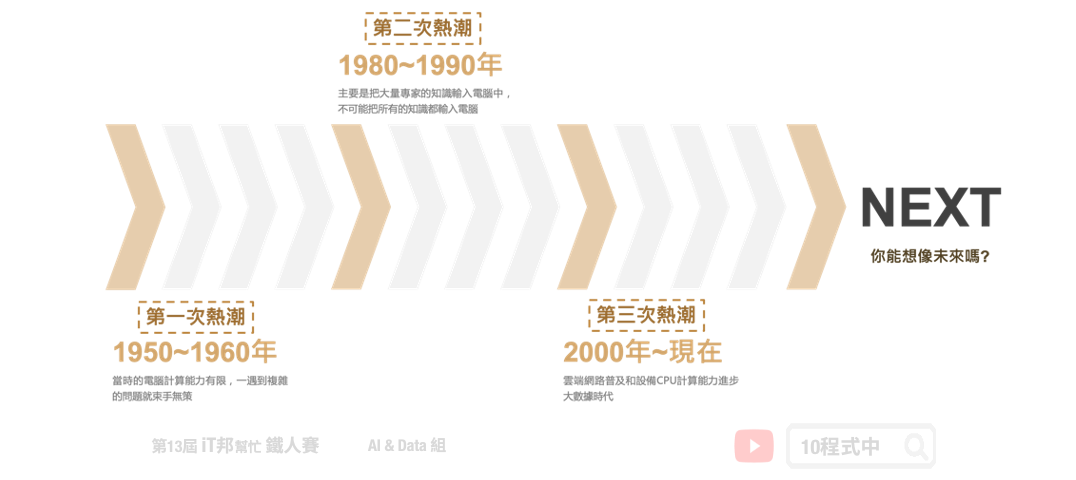 第二次熱潮
1980~1990年
主要是把大量專家的知識輸入電腦中，
不可能把所有的知識都輸入電腦
NEXT
你能想像未來嗎?
第一次熱潮
1950~1960年
當時的電腦計算能力有限，一遇到複雜
的問題就束手無策
第三次熱潮
2000年~現在
雲端網路普及和設備CPU計算能力進步
大數據時代
第13屆 iT邦幫忙 鐵人賽
AI & Data 組
10程式中